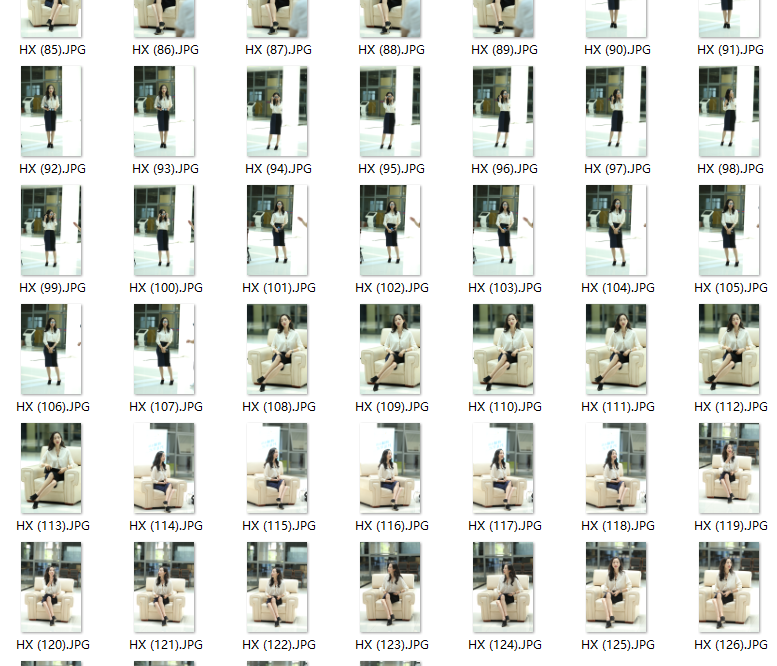 HX (85).JPG HX (86).JPG HX (87).JPG HX (88).JPG HX (89).JPG HX (90).JPG HX (91).JPG
HX (92).JPG HX (93).JPG HX (94).JPG HX (95).JPG HX (96).JPG HX (97).JPG HX (98).JPG
HX (99).JPG HX (100).JPG HX (101).JPG HX (102).JPG HX (103).JPG HX (104).JPG HX (105).JPG
HX (106).JPG HX (107).JPG HX (108).JPG HX (109).JPG HX (110).JPG HX (111).JPG HX (112).JPG
HX (113).JPG HX (114).JPG HX (115).JPG HX (116).JPG HX (117).JPG HX (118).JPG HX (119).JPG
HX (120).JPG HX (121).JPG HX (122).JPG HX (123).JPG HX (124).JPG HX (125).JPG HX (126).JPG